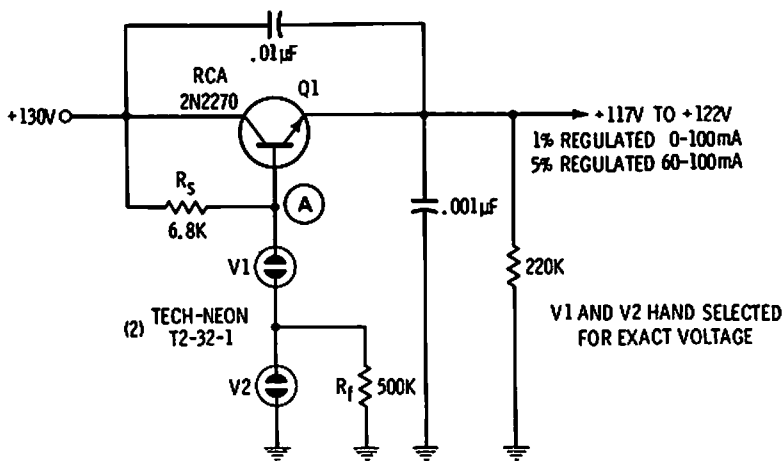 .01µF
RCA
2N2270
Q1
+130V
+117V TO +122V
1% REGULATED 0-100mA
5% REGULATED 60-100mA
RS
6.8K
A
.001µF
V1
220K
(2) TECH-NEON
T2-32-1
V1 AND V2 HAND SELECTED
FOR EXACT VOLTAGE
V2
Rf
500K